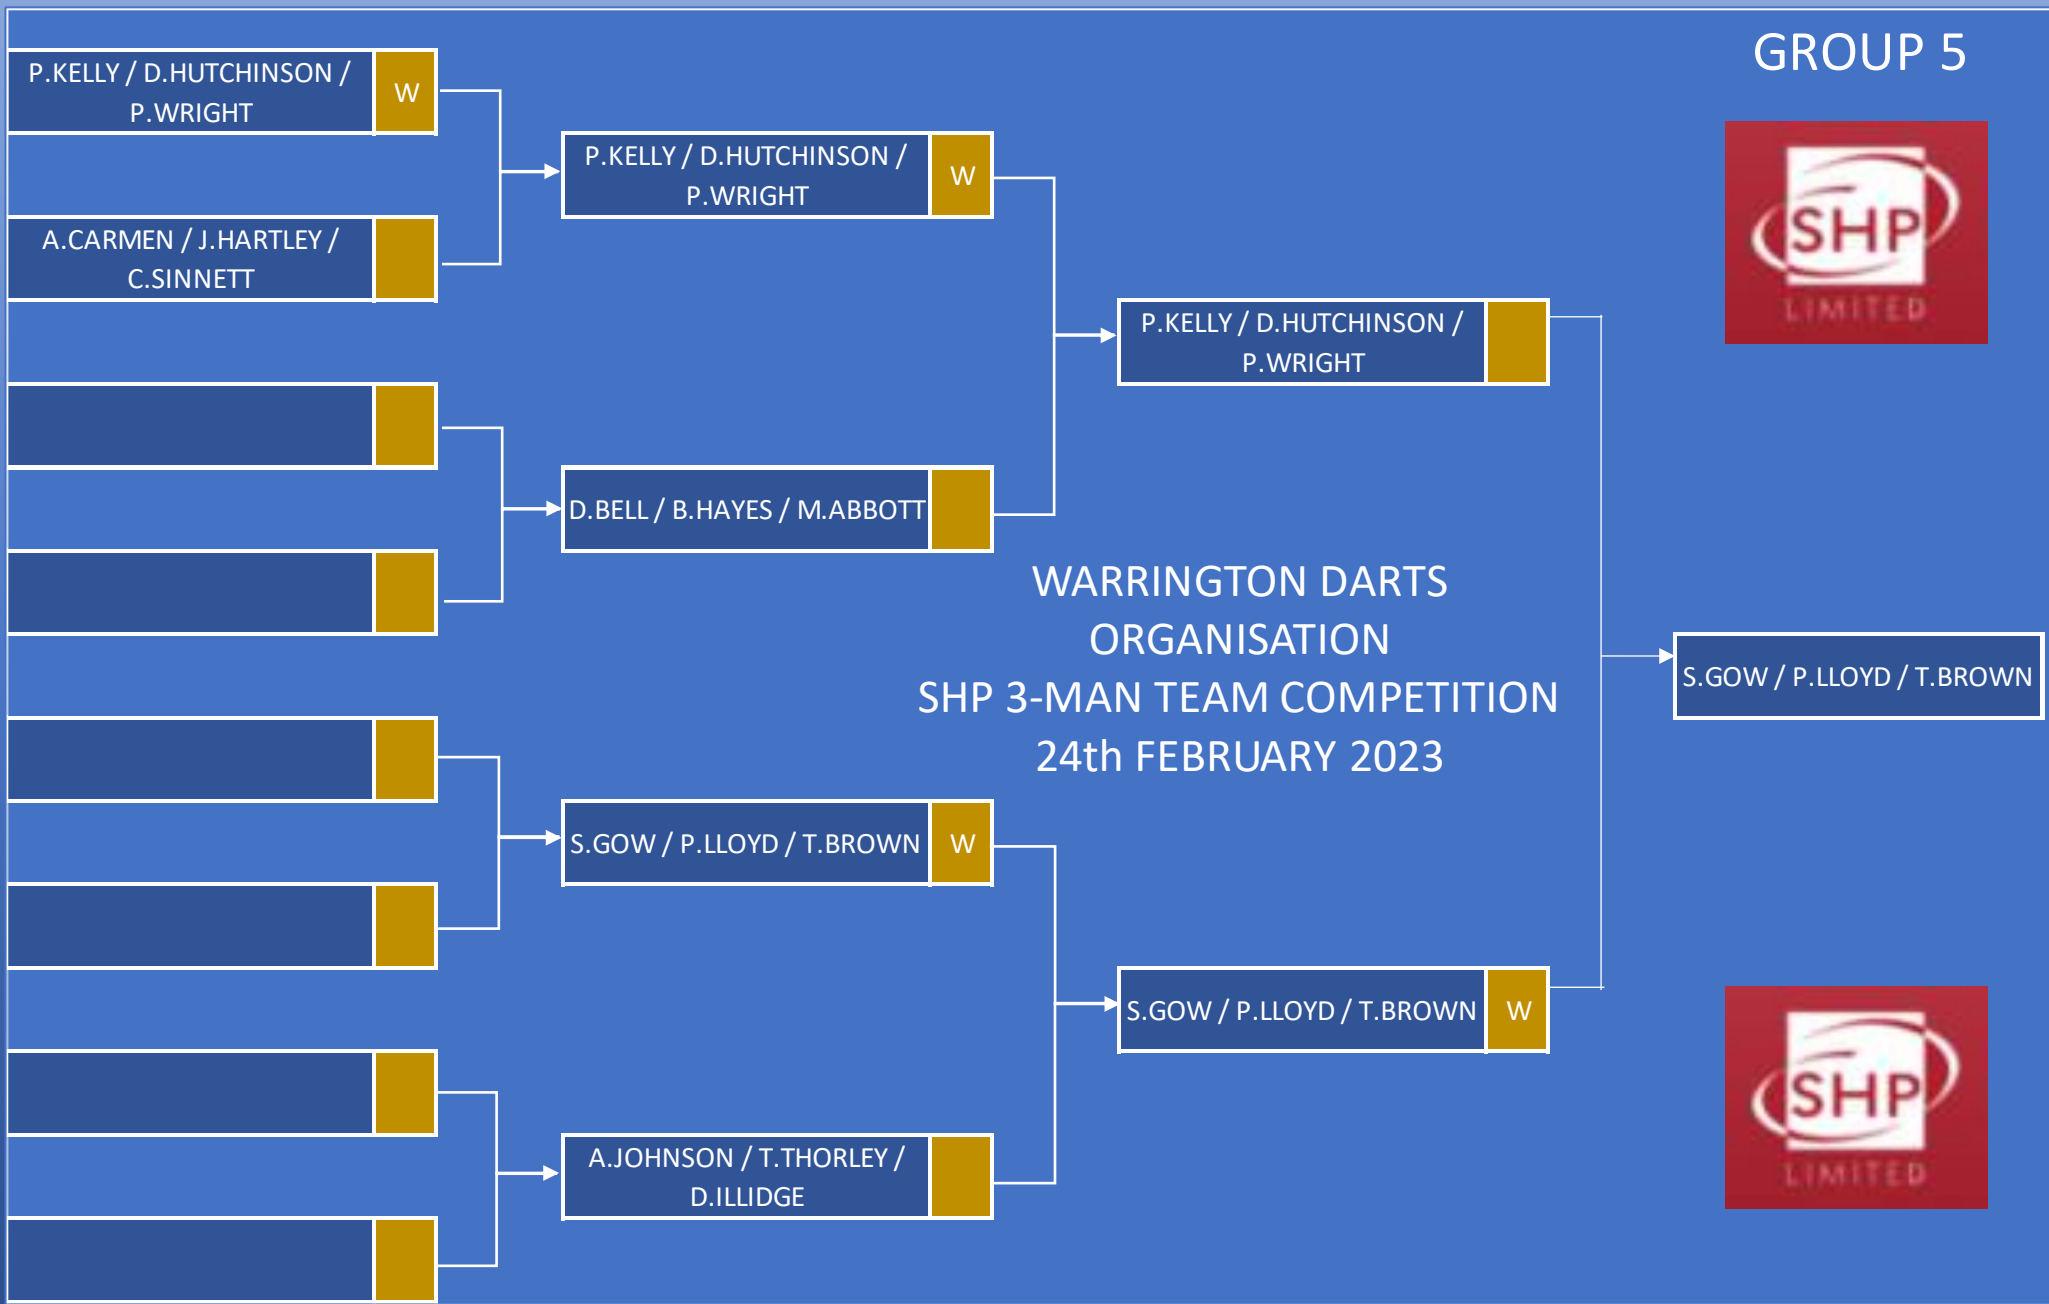 GROUP 5
P.KELLY / D.HUTCHINSON /
P.WRIGHT
W
A.CARMEN / J.HARTLEY /
C.SINNETT
P.KELLY / D.HUTCHINSON /
P.WRIGHT
W
D.BELL / B.HAYES / M.ABBOTT
S.GOW / P.LLOYD / T.BROWN
W
A.JOHNSON / T.THORLEY /
D.ILLIDGE
P.KELLY / D.HUTCHINSON /
P.WRIGHT
S.GOW / P.LLOYD / T.BROWN
W
WARRINGTON DARTS
ORGANISATION
SHP 3-MAN TEAM COMPETITION
24th FEBRUARY 2023
S.GOW / P.LLOYD / T.BROWN
SHP
LIMITED
SHP
LIMITED